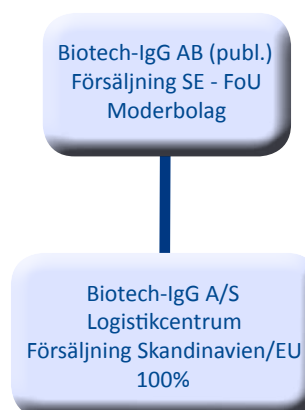 Biotech-IgG AB (publ.)
Försäljning SE - FoU
Moderbolag
Biotech-IgG A/S
Logistikcentrum
Försäljning Skandinavien/EU
100%